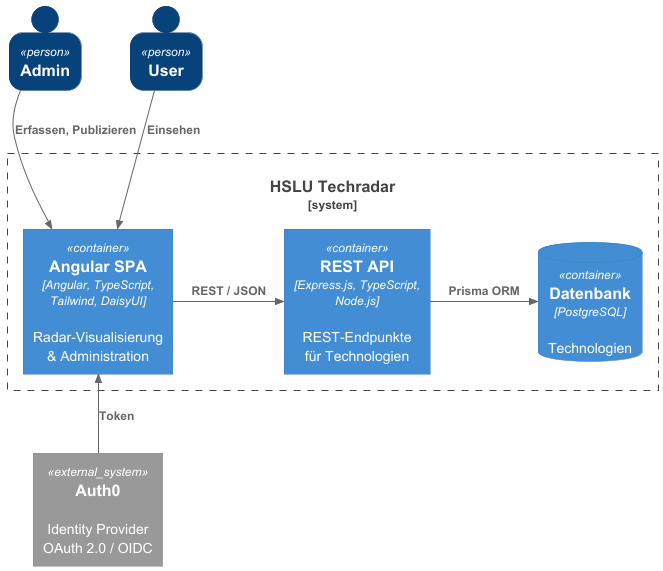 «person»
Admin
«person»
User
Erfassen, Publizieren
Einsehen
HSLU Techradar
[system]
«container»
Angular SPA
[Angular, TypeScript,
Tailwind, DaisyUI]
Radar-Visualisierung
& Administration
REST / JSON
«container»
REST API
[Express.js, TypeScript,
Node.js]
REST-Endpunkte
für Technologien
Prisma ORM
«container»
Datenbank
[PostgreSQL]
Technologien
Token
«external_system»
Auth0
Identity Provider
OAuth 2.0 / OIDC